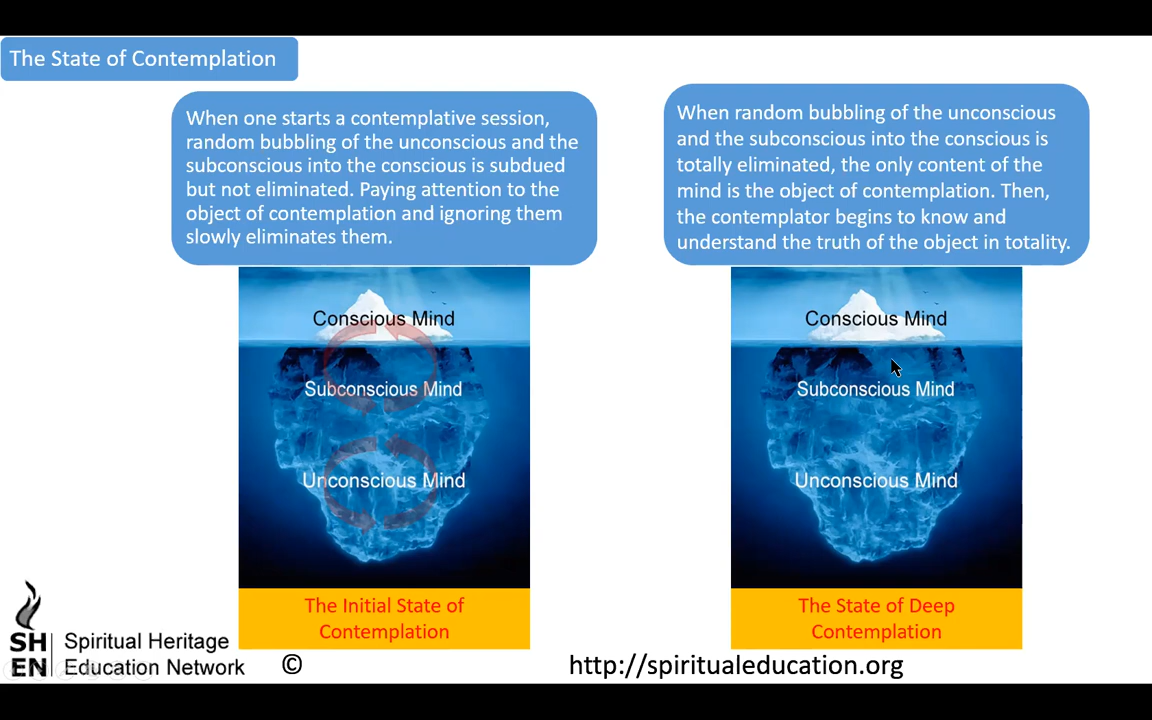 The State of Contemplation
When one starts a contemplative session,
random bubbling of the unconscious and the
subconscious into the conscious is subdued
but not eliminated. Paying attention to the
object of contemplation and ignoring them
slowly eliminates them.
When random bubbling of the unconscious
and the subconscious into the conscious is
totally eliminated, the only content of the
mind is the object of contemplation. Then,
the contemplator begins to know and
understand the truth of the object in totality.
Conscious Mind
Subconscious Mind
Unconscious Mind
The Initial State of
Contemplation
Conscious Mind
Subconscious Mind
Unconscious Mind
The State of Deep
Contemplation
SH
EN
Spiritual Heritage
Education Network
©
http://spiritualeducation.org